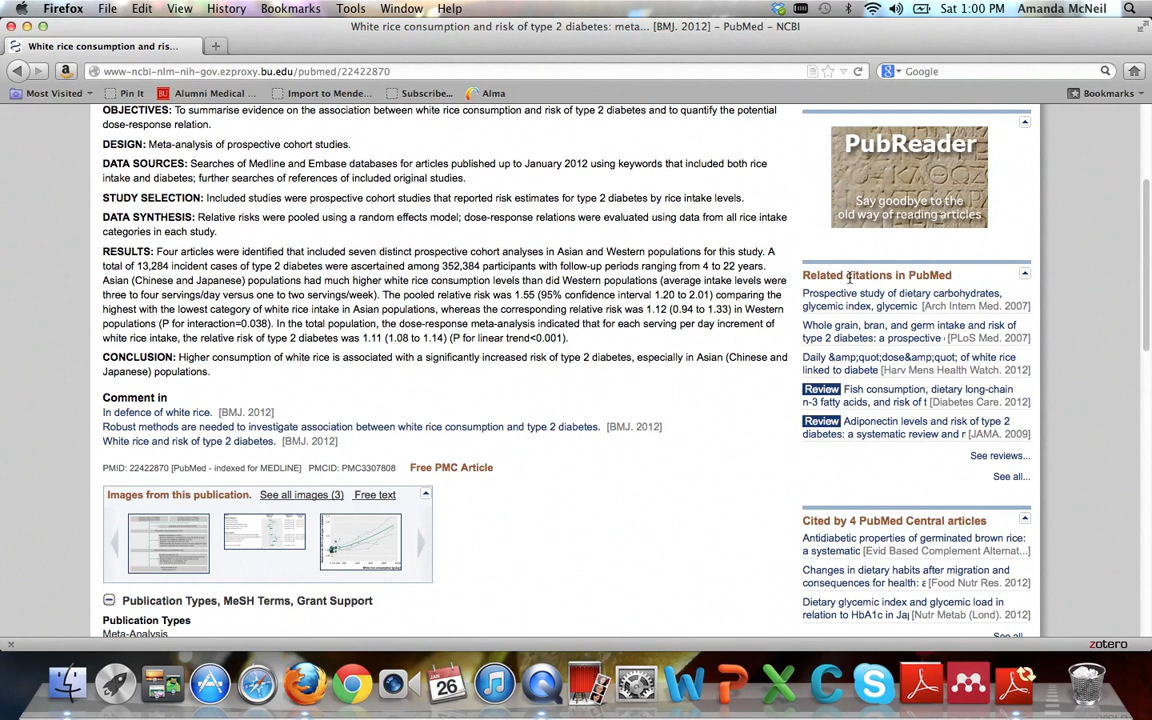 Firefox File Edit View History Bookmarks Tools Window Help Sat 1:00 PM Amanda McNeil
White rice consumption and risk of type 2 diabetes: meta... [BMJ. 2012] – PubMed – NCBI
White rice consumption and ris...
www-ncbi-nlm-nih-gov.ezproxy.bu.edu/pubmed/22422870 Google
Most Visited Pin It Alumni Medical ... Import to Mende... Subscribe... Alma Bookmarks
OBJECTIVES: To summarise evidence on the association between white rice consumption and risk of type 2 diabetes and to quantify the potential
dose-response relation.
DESIGN: Meta-analysis of prospective cohort studies.
DATA SOURCES: Searches of Medline and Embase databases for articles published up to January 2012 using keywords that included both rice
intake and diabetes; further searches of references of included original studies.
STUDY SELECTION: Included studies were prospective cohort studies that reported risk estimates for type 2 diabetes by rice intake levels.
DATA SYNTHESIS: Relative risks were pooled using a random effects model; dose-response relations were evaluated using data from all rice intake
categories in each study.
RESULTS: Four articles were identified that included seven distinct prospective cohort analyses in Asian and Western populations for this study. A
total of 13,284 incident cases of type 2 diabetes were ascertained among 352,384 participants with follow-up periods ranging from 4 to 22 years.
Asian (Chinese and Japanese) populations had much higher white rice consumption levels than did Western populations (average intake levels were
three to four servings/day versus one to two servings/week). The pooled relative risk was 1.55 (95% confidence interval 1.20 to 2.01) comparing the
highest with the lowest category of white rice intake in Asian populations, whereas the corresponding relative risk was 1.12 (0.94 to 1.33) in Western
populations (P for interaction=0.038). In the total population, the dose-response meta-analysis indicated that for each serving per day increment of
white rice intake, the relative risk of type 2 diabetes was 1.11 (1.08 to 1.14) (P for linear trend<0.001).
CONCLUSION: Higher consumption of white rice is associated with a significantly increased risk of type 2 diabetes, especially in Asian (Chinese and
Japanese) populations.
Comment in
In defence of white rice. [BMJ. 2012]
Robust methods are needed to investigate association between white rice consumption and type 2 diabetes. [BMJ. 2012]
White rice and risk of type 2 diabetes. [BMJ. 2012]
PMID: 22422870 [PubMed - indexed for MEDLINE] PMCID: PMC3307808 Free PMC Article
Images from this publication. See all images (3) Free text
Publication Types, MeSH Terms, Grant Support
Publication Types
Meta-Analysis
PubReader
Say goodbye to the
old way of reading articles
Related citations in PubMed
Prospective study of dietary carbohydrates,
glycemic index, glycemic [Arch Intern Med. 2007]
Whole grain, bran, and germ intake and risk of
type 2 diabetes: a prospective [PLoS Med. 2007]
Daily &amp;quot;dose&amp;quot; of white rice
linked to diabete [Harv Mens Health Watch. 2012]
Review Fish consumption, dietary long-chain
n-3 fatty acids, and risk of t [Diabetes Care. 2012]
Review Adiponectin levels and risk of type 2
diabetes: a systematic review and r [JAMA. 2009]
See reviews...
See all...
Cited by 4 PubMed Central articles
Antidiabetic properties of germinated brown rice:
a systematic [Evid Based Complement Alternat...]
Changes in dietary habits after migration and
consequences for health: [Food Nutr Res. 2012]
Dietary glycemic index and glycemic load in
relation to HbA1c in Ja [Nutr Metab (Lond). 2012]
See all
zotero
26